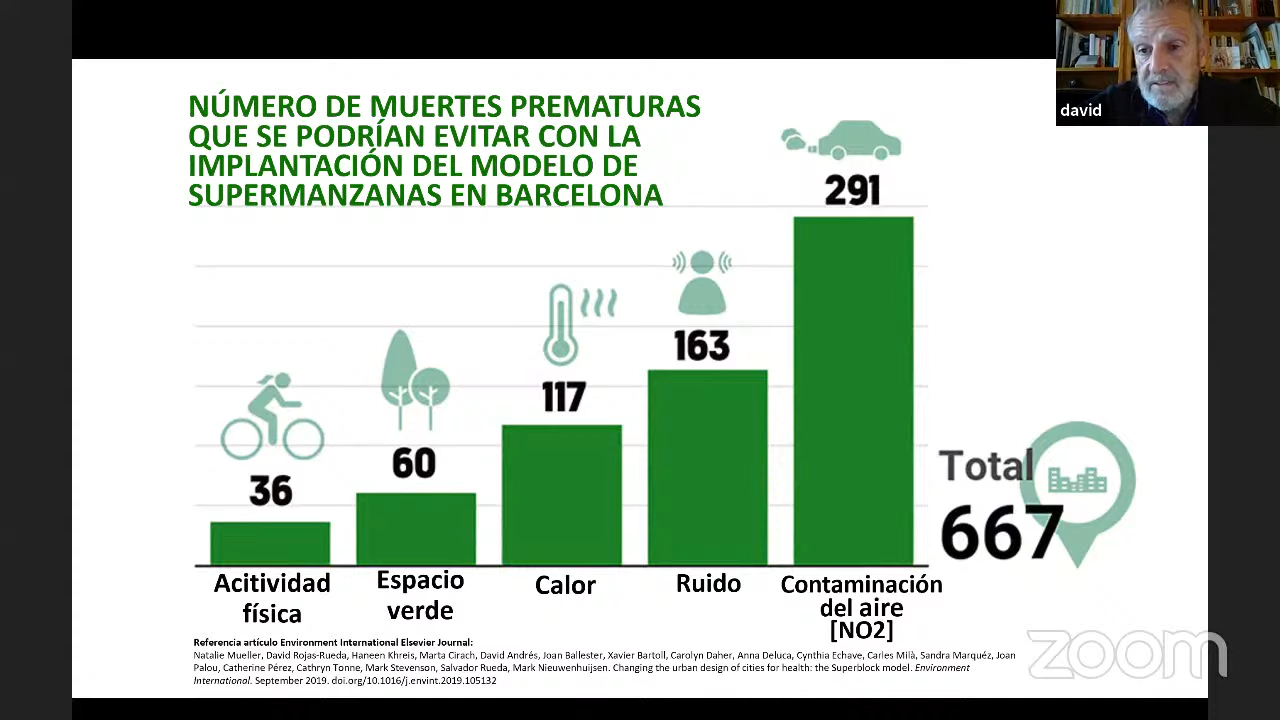 NÚMERO DE MUERTES PREMATURAS
QUE SE PODRÍAN EVITAR CON LA
IMPLANTACIÓN DEL MODELO DE
SUPERMANZANAS EN BARCELONA
david
291
163
117
60
36
Total
667
Acitividad
física
Espacio
verde
Calor
Ruido
Contaminación
del aire
[NO2]
Referencia artículo Environment International Elsevier Journal:
Natalie Mueller, David Rojas-Rueda, Haneen Khreis, Marta Cirach, David Andrés, Joan Ballester, Xavier Bartoll, Carolyn Daher, Anna Deluca, Cynthia Echave, Carles Milà, Sandra Marquéz, Joan
Palou, Catherine Pérez, Cathryn Tonne, Mark Stevenson, Salvador Rueda, Mark Nieuwenhuijsen. Changing the urban design of cities for health: the Superblock model. Environment
International. September 2019. doi.org/10.1016/j.envint.2019.105132
zoom